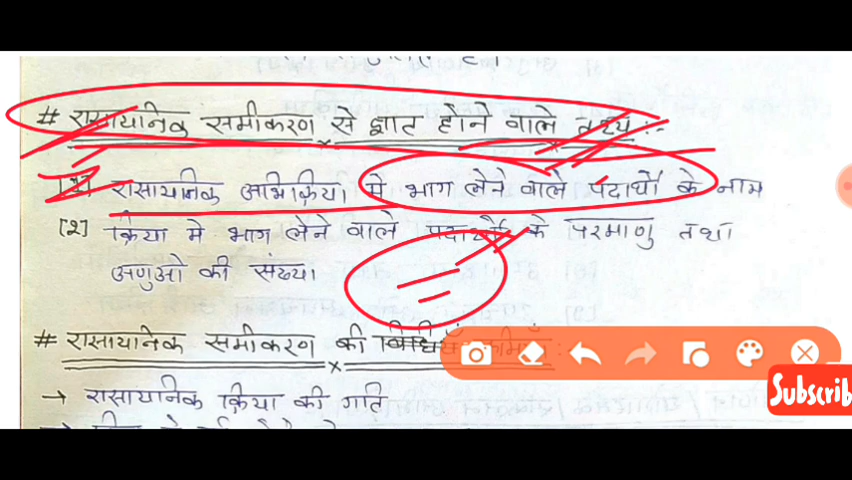 # रासायनिक समीकरण से ज्ञात होने वाले तथ्य :-
[1] रासायनिक अभिक्रिया मे भाग लेने वाले पदार्थो के नाम
[2] क्रिया मे भाग लेने वाले पदार्थो के परमाणु तथा
अणुओ की संख्या
# रासायनिक समीकरण की
→ रासायनिक क्रिया की गति
Subscrib